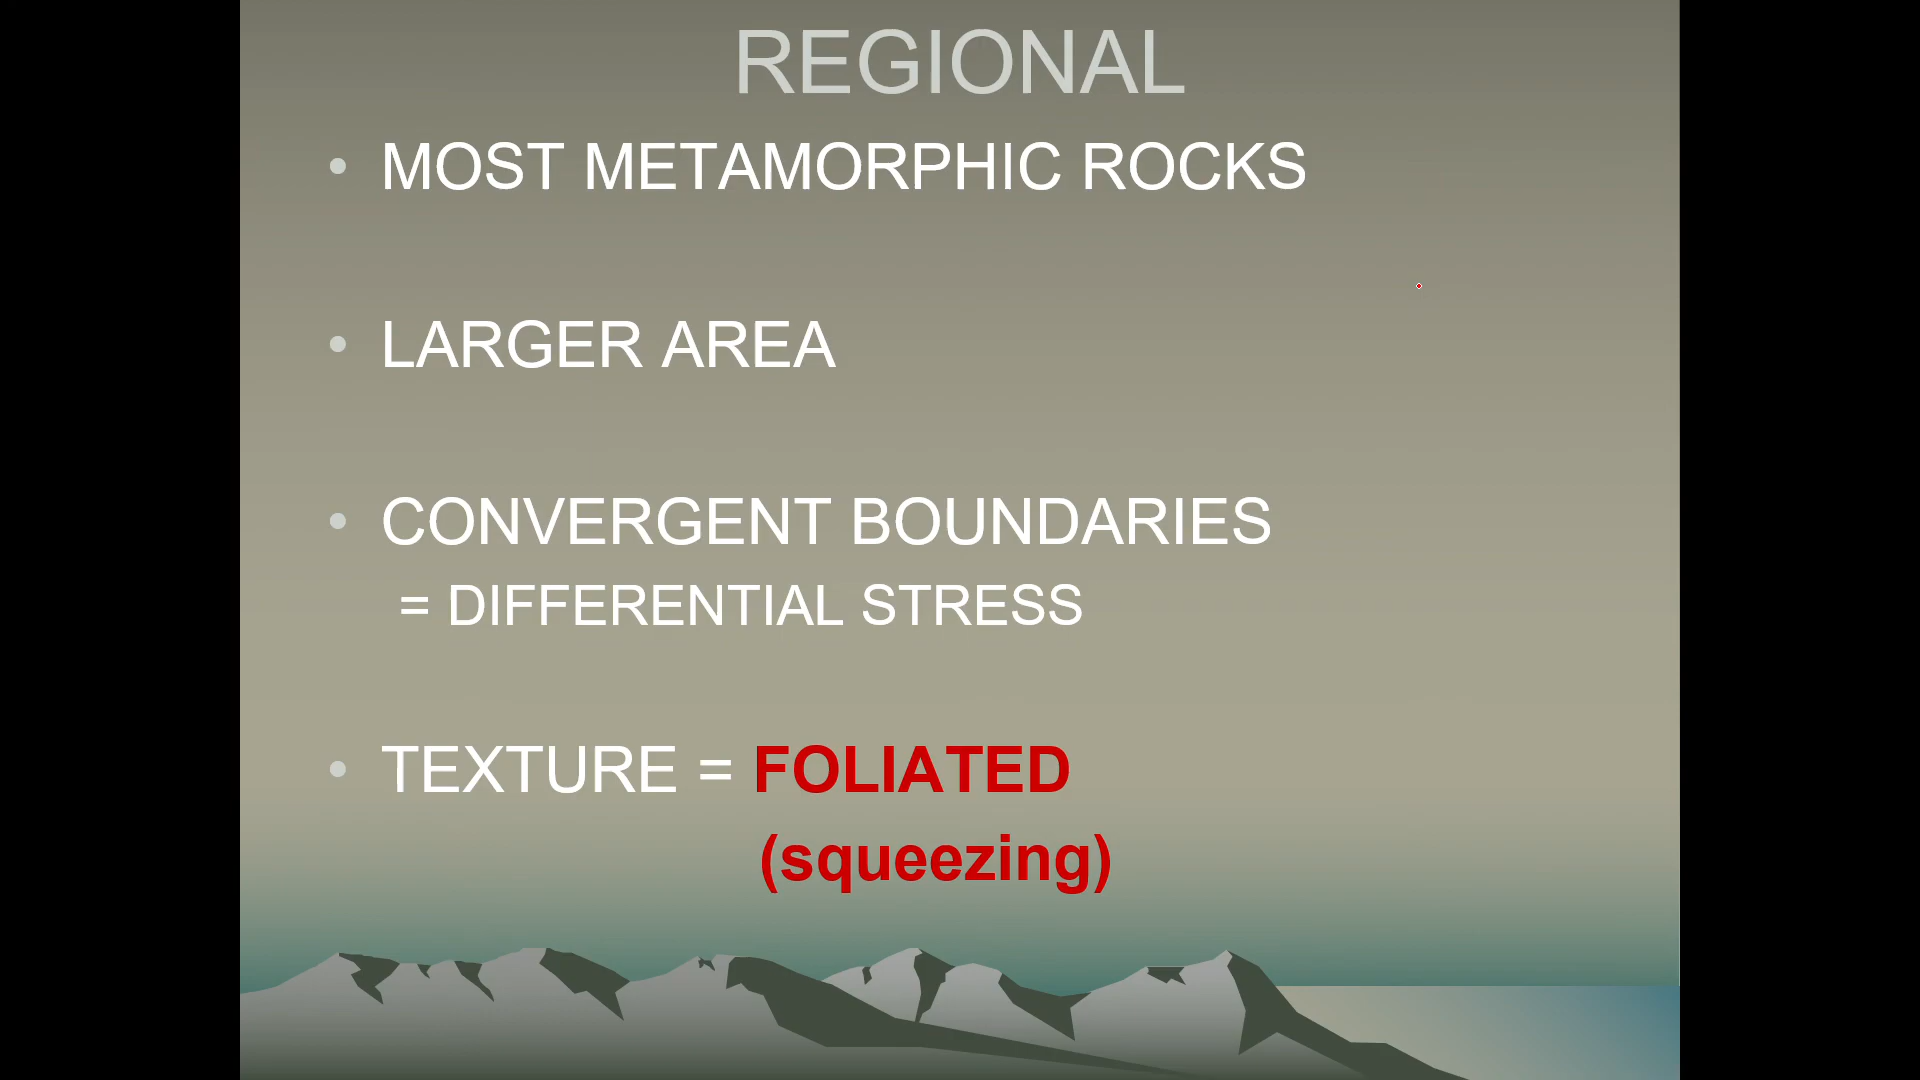 REGIONAL
• MOST METAMORPHIC ROCKS
• LARGER AREA
• CONVERGENT BOUNDARIES
= DIFFERENTIAL STRESS
• TEXTURE = FOLIATED
(squeezing)